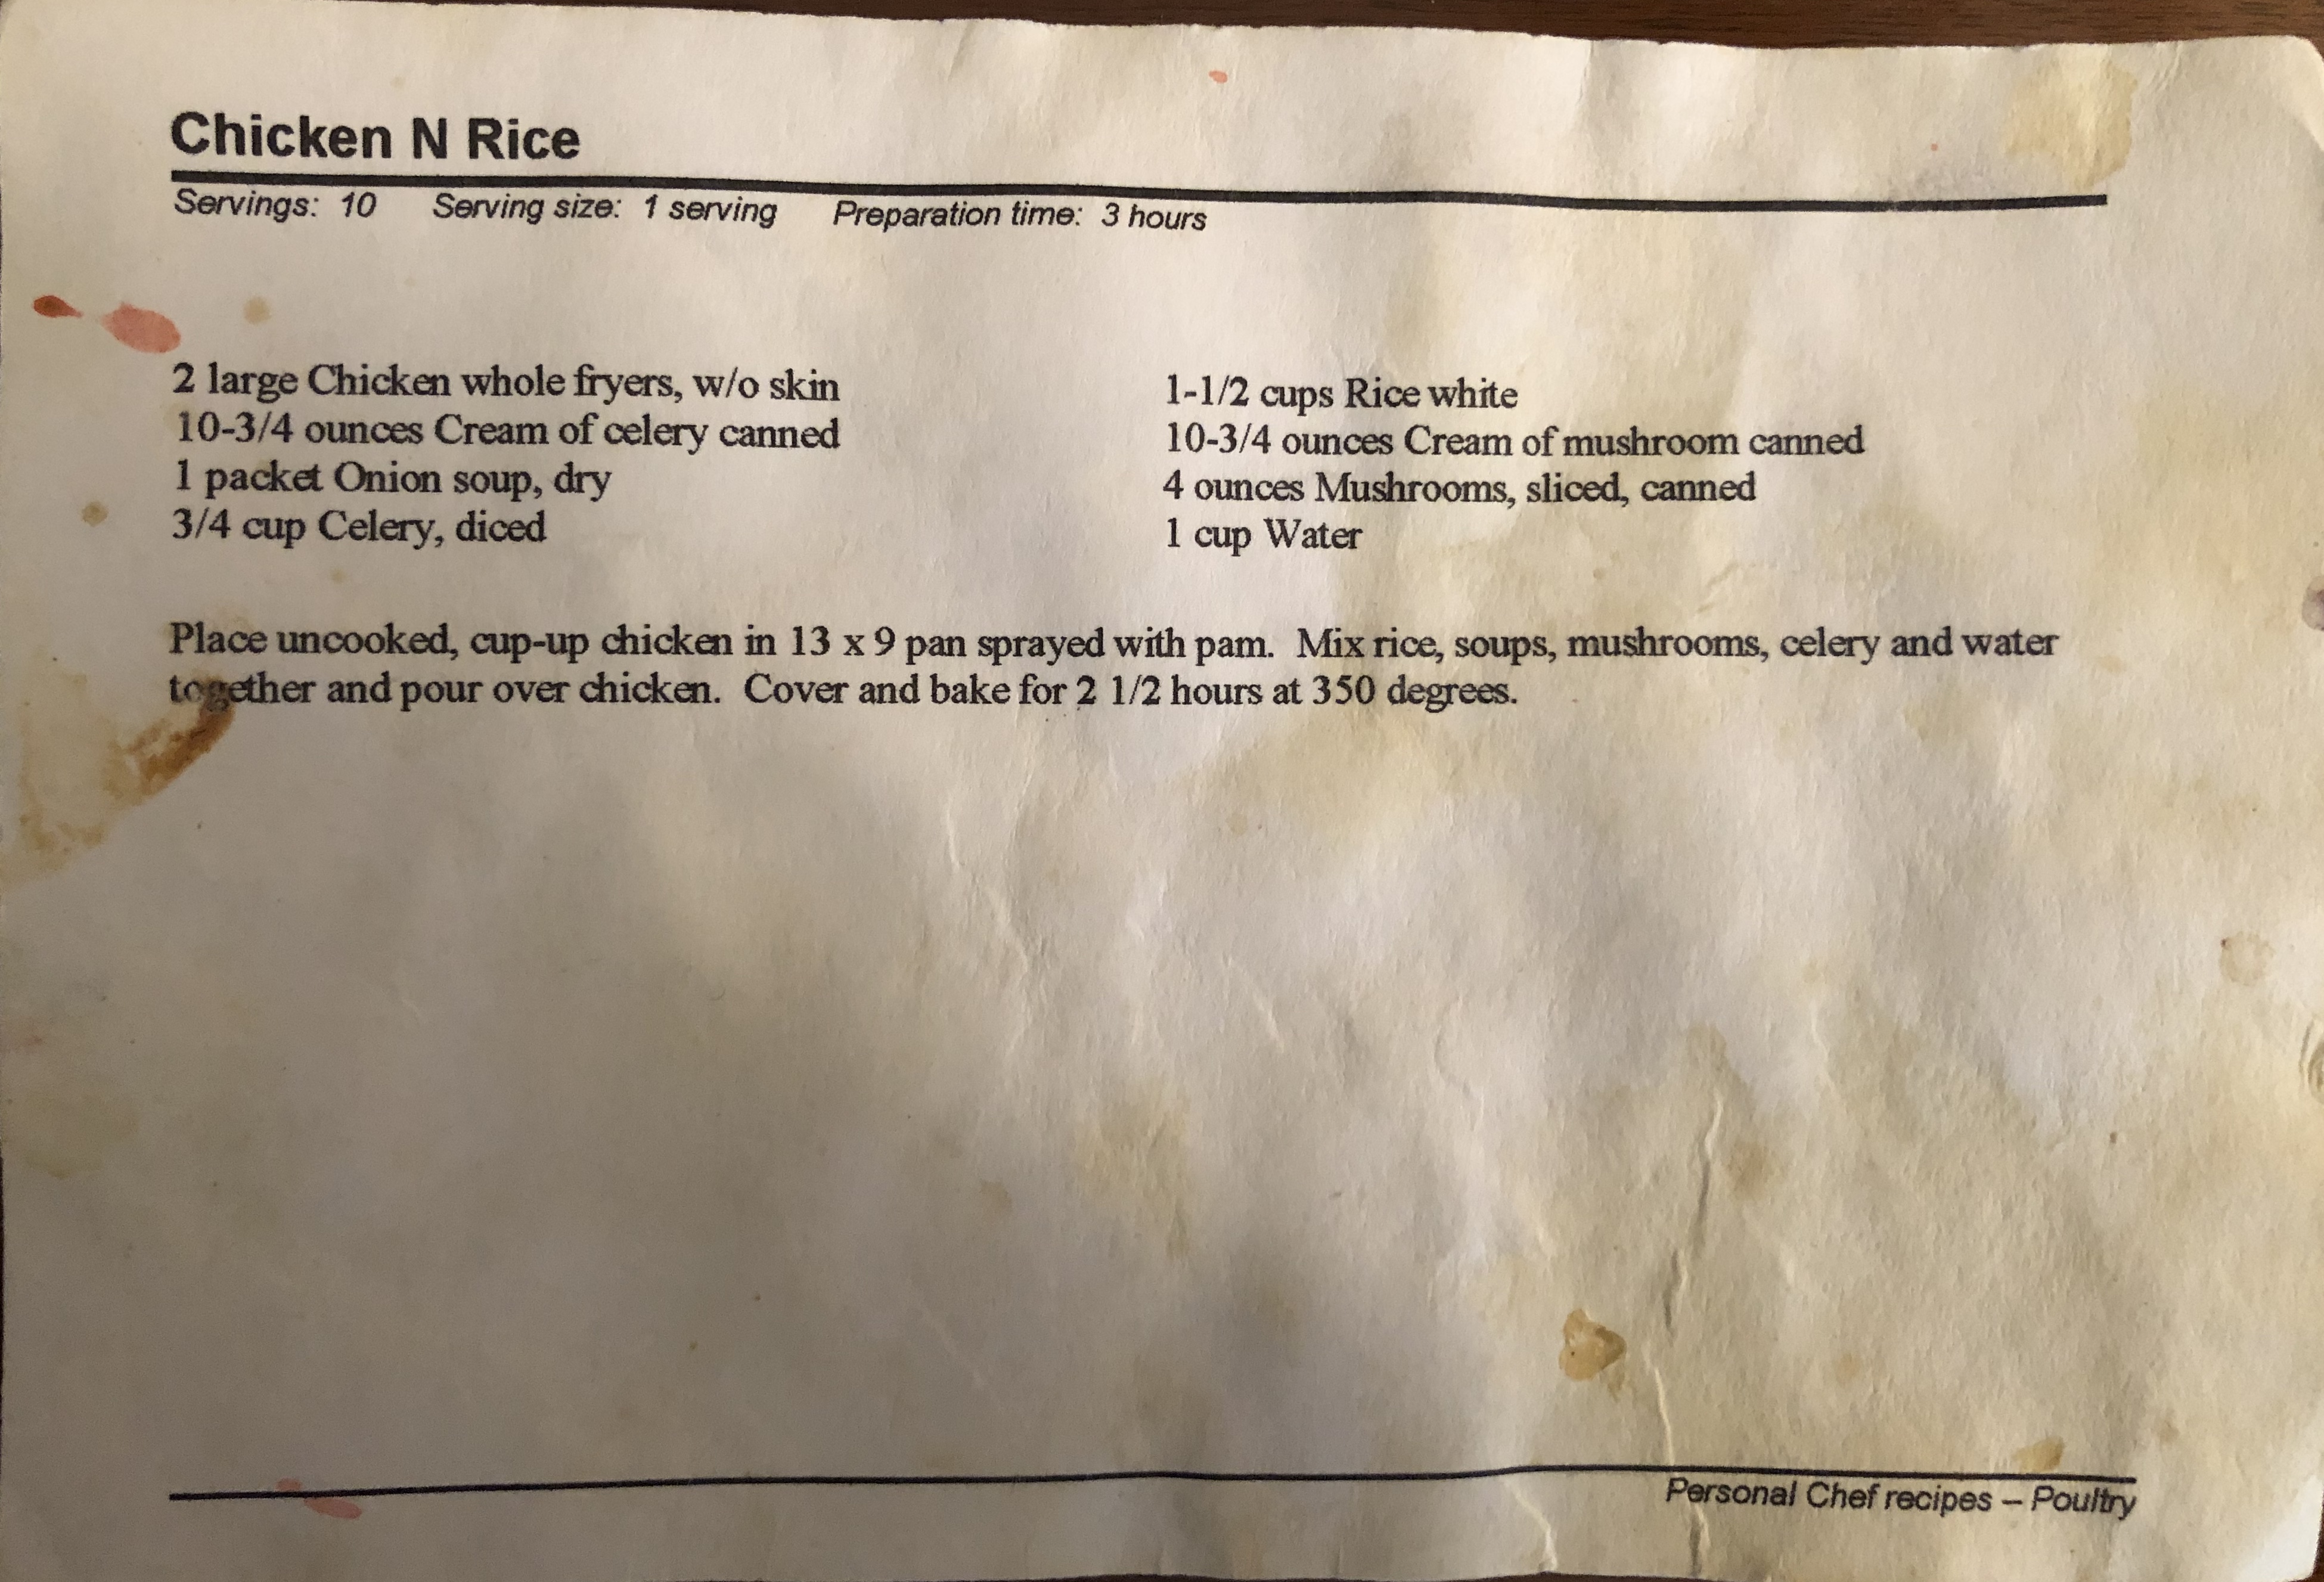 Chicken N Rice
Servings: 10 Serving size: 1 serving Preparation time: 3 hours
2 large Chicken whole fryers, w/o skin
10-3/4 ounces Cream of celery canned
1 packet Onion soup, dry
3/4 cup Celery, diced
1-1/2 cups Rice white
10-3/4 ounces Cream of mushroom canned
4 ounces Mushrooms, sliced, canned
1 cup Water
Place uncooked, cup-up chicken in 13 x 9 pan sprayed with pam. Mix rice, soups, mushrooms, celery and water
together and pour over chicken. Cover and bake for 2 1/2 hours at 350 degrees.
Personal Chef recipes – Poultry